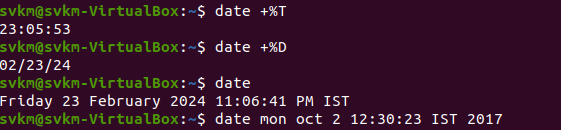 svkm@svkm-VirtualBox:~$ date +%T
23:05:53
svkm@svkm-VirtualBox:~$ date +%D
02/23/24
svkm@svkm-VirtualBox:~$ date
Friday 23 February 2024 11:06:41 PM IST
svkm@svkm-VirtualBox:~$ date mon oct 2 12:30:23 IST 2017